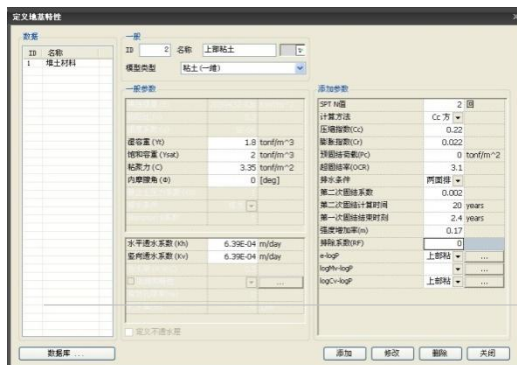 定义地基特性
数据
ID 名称
1 堆土材料
数据库 ...
一般
ID 2 名称 上部粘土
模型类型 粘土(一维)
一般参数
湿容重(Yt) 1.8 tonf/m^3
饱和容重(Ysat) 2 tonf/m^3
粘聚力(C) 3.35 tonf/m^2
内摩擦角(Φ) 0 [deg]
水平透水系数(kh) 6.39E-04 m/day
竖向透水系数(kv) 6.39E-04 m/day
...
定义不透水层
添加参数
SPT N值 2 回
计算方法 Cc 方
压缩指数(Cc) 0.22
膨胀指数(Cr) 0.022
预固结荷载(Pc) 0 tonf/m^2
超固结率(OCR) 3.1
排水条件 两面排
第二次固结系数 0.002
第二次固结计算时间 20 years
第一次固结结束时刻 2.4 years
强度增加率(m) 0.17
排除系数(RF) 0
e-logP 上部粘 ...
logMv-logP ...
logCv-logP 上部粘 ...
添加 修改 删除 关闭